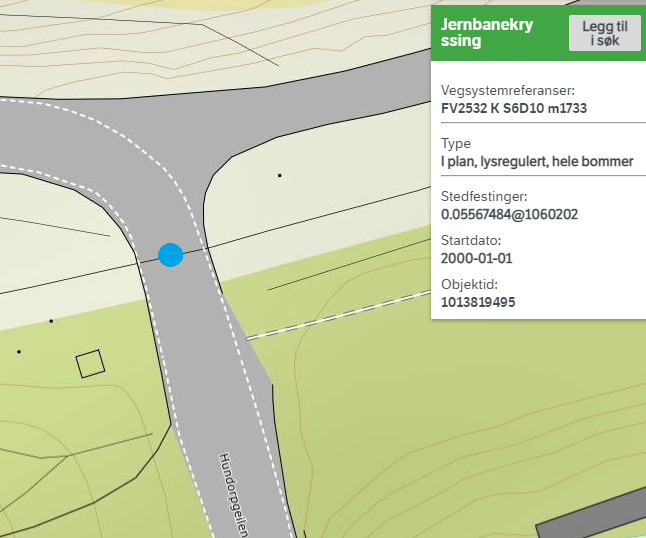 Jernbanekry
ssing
Legg til
i søk
Vegsystemreferanser:
FV2532 K S6D10 m1733
Type
I plan, lysregulert, hele bommer
Stedfestinger:
0.05567484@1060202
Startdato:
2000-01-01
Objektid:
1013819495
Hundorpgeilen